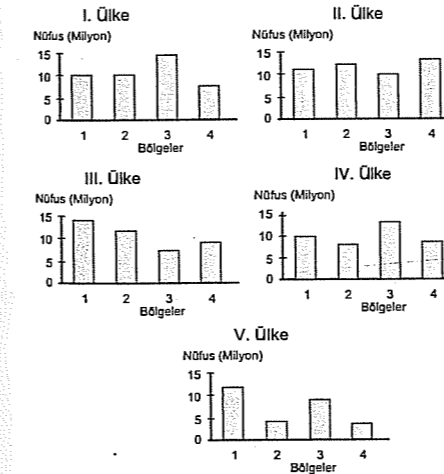 I. Ülke
Nüfus (Milyon)
15
10
5
0
1 2 3 4
Bölgeler
II. Ülke
Nüfus (Milyon)
15
10
5
0
1 2 3 4
Bölgeler
III. Ülke
Nüfus (Milyon)
15
10
5
0
1 2 3 4
Bölgeler
IV. Ülke
Nüfus (Milyon)
15
10
5
0
1 2 3 4
Bölgeler
V. Ülke
Nüfus (Milyon)
15
10
5
0
1 2 3 4
Bölgeler